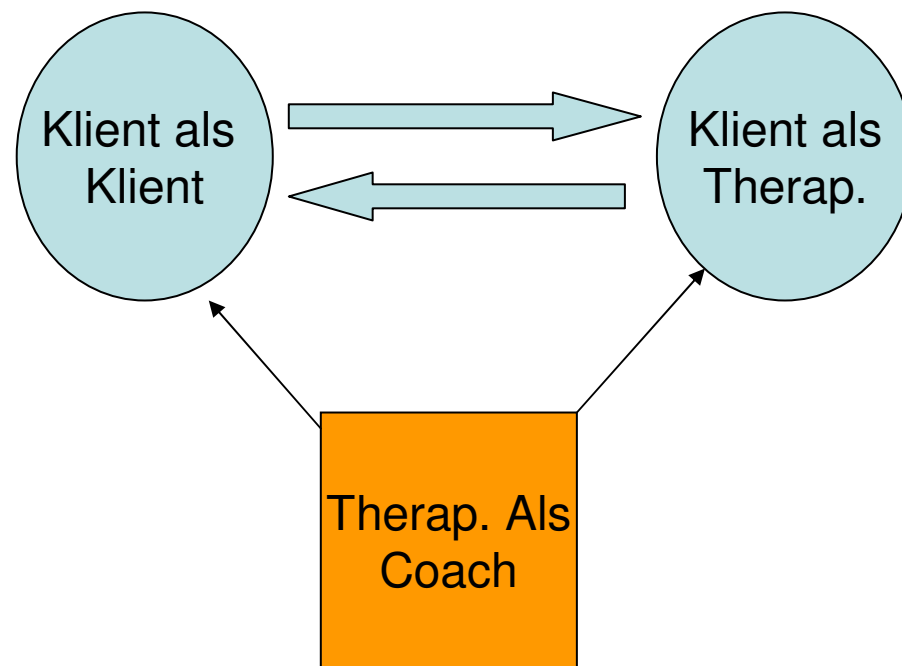 Klient als
Klient
Klient als
Therap.
Therap. Als
Coach